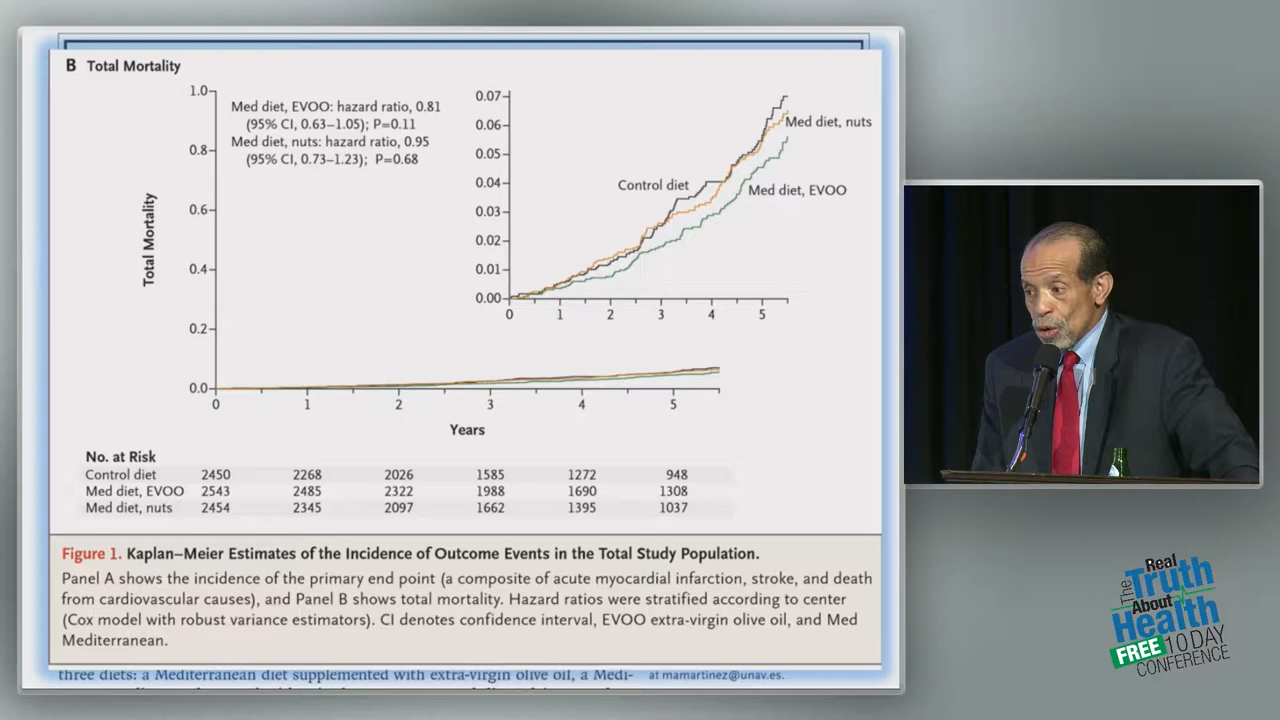 B Total Mortality
1.0
0.8
0.6
0.4
0.2
0.0
Total Mortality
Med diet, EVOO: hazard ratio, 0.81
(95% CI, 0.63–1.05); P=0.11
Med diet, nuts: hazard ratio, 0.95
(95% CI, 0.73–1.23); P=0.68
0.07
0.06
0.05
0.04
0.03
0.02
0.01
0.00
Med diet, nuts
Control diet
Med diet, EVOO
0 1 2 3 4 5
0 1 2 3 4 5
Years
No. at Risk
Control diet 2450 2268 2026 1585 1272 948
Med diet, EVOO 2543 2485 2322 1988 1690 1308
Med diet, nuts 2454 2345 2097 1662 1395 1037
Figure 1. Kaplan–Meier Estimates of the Incidence of Outcome Events in the Total Study Population.
Panel A shows the incidence of the primary end point (a composite of acute myocardial infarction, stroke, and death
from cardiovascular causes), and Panel B shows total mortality. Hazard ratios were stratified according to center
(Cox model with robust variance estimators). CI denotes confidence interval, EVOO extra-virgin olive oil, and Med
Mediterranean.
three diets: a Mediterranean diet supplemented with extra-virgin olive oil, a Medi-
at mamartinez@unav.es.
The Real
Truth
About
Health
FREE 10 DAY
CONFERENCE